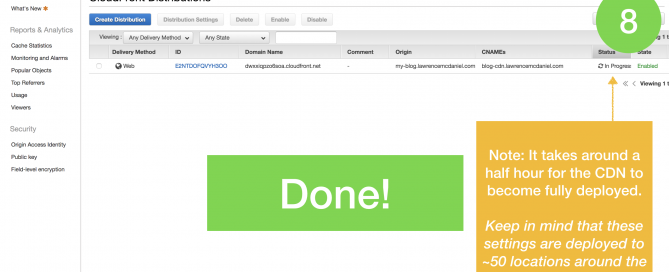 CloudFront Distributions
What's New
Reports & Analytics
Cache Statistics
Monitoring and Alarms
Popular Objects
Top Referrers
Usage
Viewers
Security
Origin Access Identity
Public key
Field-level encryption
Create Distribution Distribution Settings Delete Enable Disable
Viewing : Any Delivery Method Any State
Delivery Method ID Domain Name Comment Origin CNAMEs Status State
Web - my-blog.lawrencemcdaniel.com blog-cdn.lawrencemcdaniel.com In Progres Enabled
Viewing 1 t
8
Done!
Note: It takes around a
half hour for the CDN to
become fully deployed.
Keep in mind that these
settings are deployed to
~50 locations around the